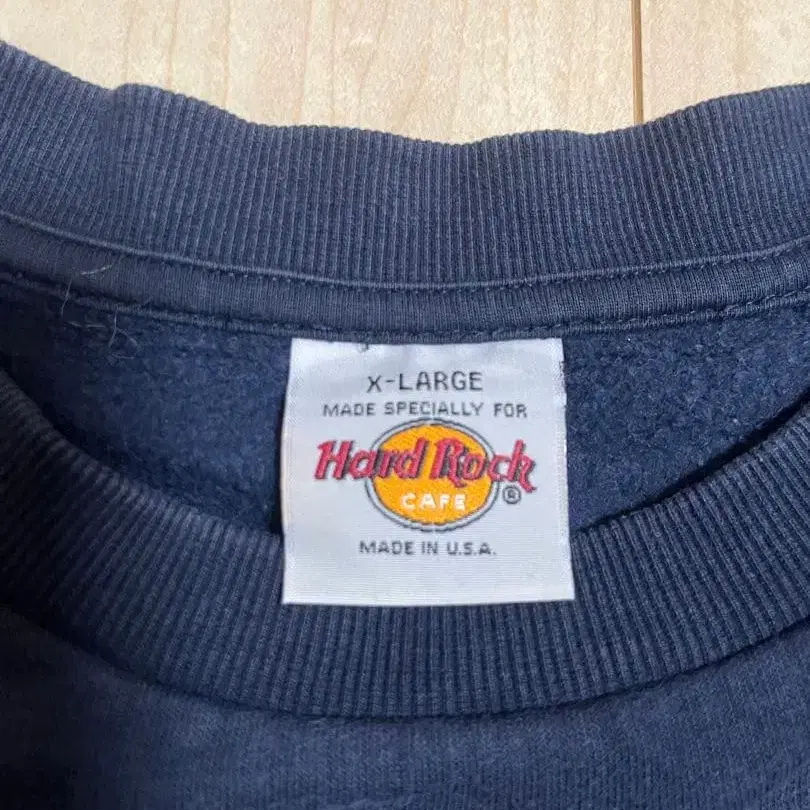 X-LARGE
MADE SPECIALLY FOR
Hard Rock
CAFE ®
MADE IN U.S.A.